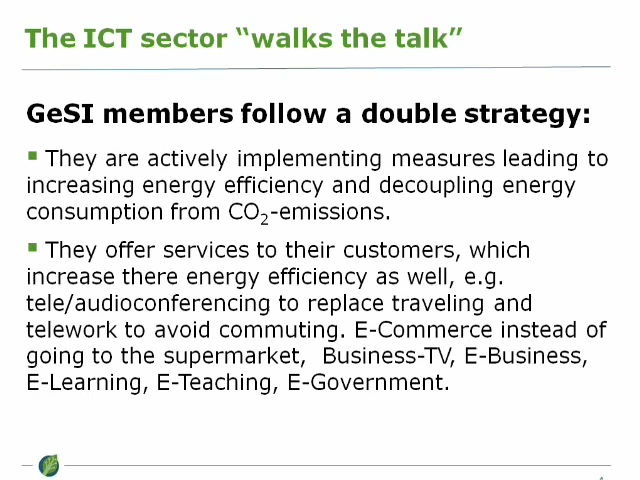 The ICT sector “walks the talk”
GeSI members follow a double strategy:
▪ They are actively implementing measures leading to
increasing energy efficiency and decoupling energy
consumption from CO₂-emissions.
▪ They offer services to their customers, which
increase there energy efficiency as well, e.g.
tele/audioconferencing to replace traveling and
telework to avoid commuting. E-Commerce instead of
going to the supermarket,  Business-TV, E-Business,
E-Learning, E-Teaching, E-Government.